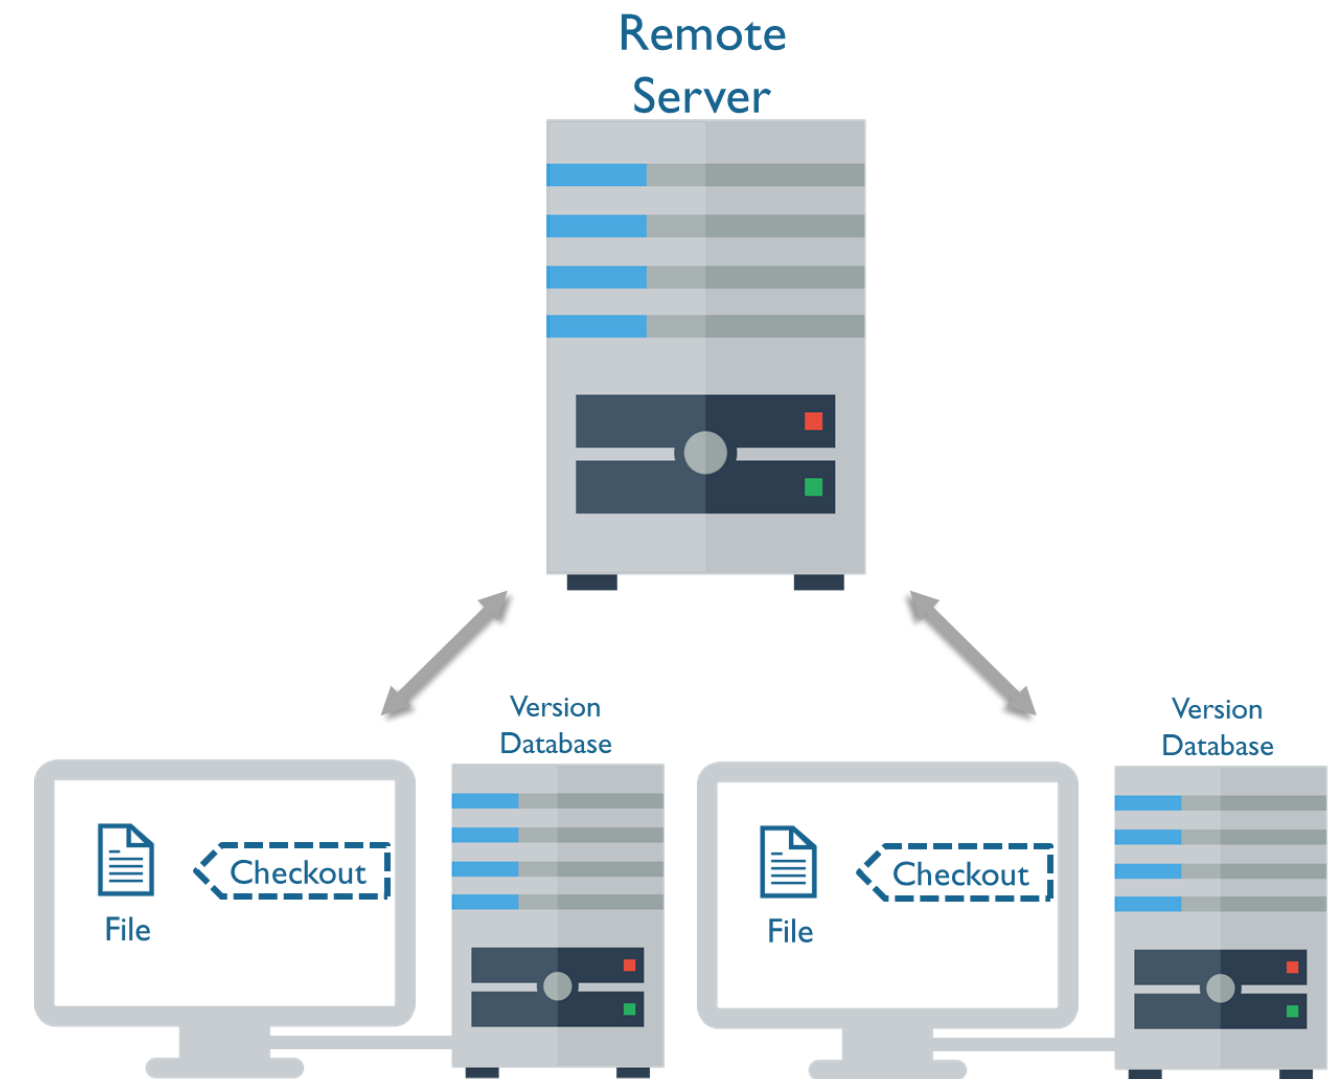 Remote
Server
Version
Database
Version
Database
Checkout
File
Checkout
File